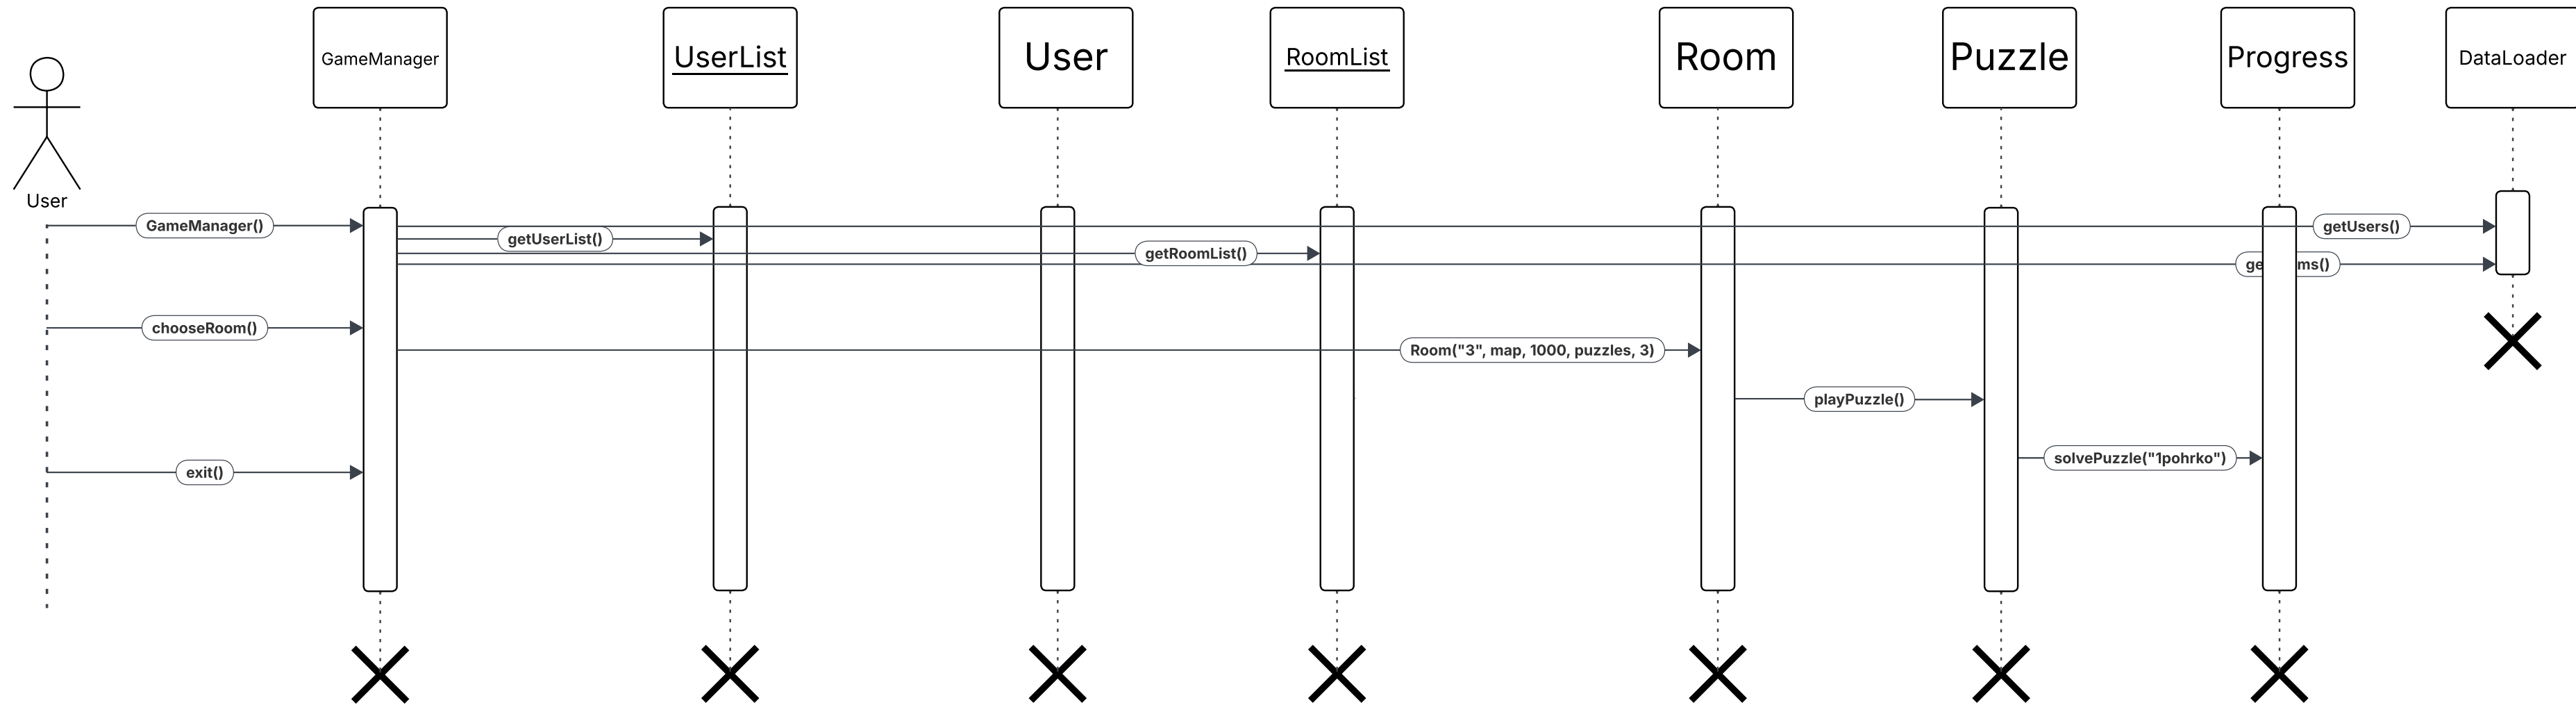 GameManager
UserList
User
RoomList
Room
Puzzle
Progress
DataLoader
User
GameManager()
getUsers()
getUserList()
getRoomList()
chooseRoom()
Room("3", map, 1000, puzzles, 3)
playPuzzle()
solvePuzzle("1pohrko")
exit()